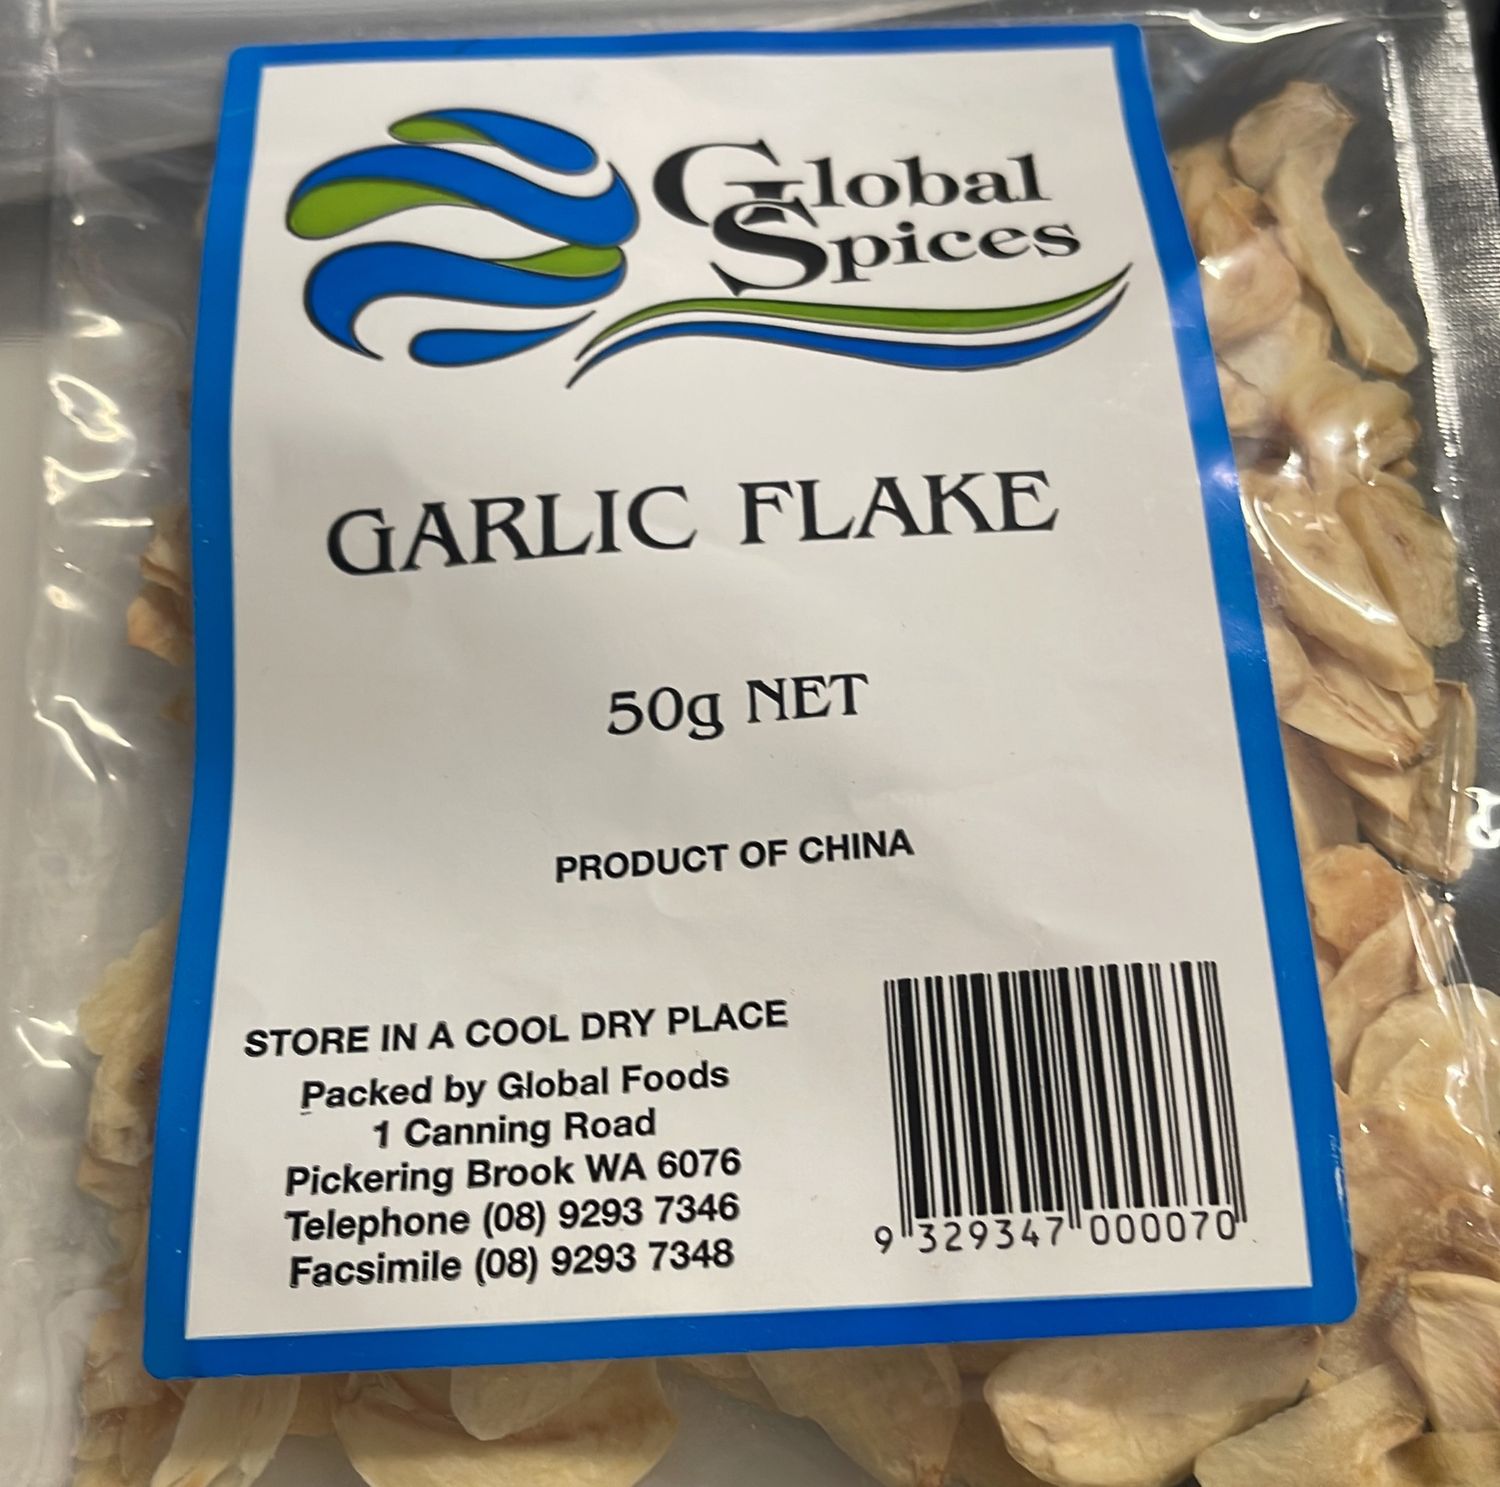 Global
Spices
GARLIC FLAKE
50g NET
PRODUCT OF CHINA
STORE IN A COOL DRY PLACE
Packed by Global Foods
1 Canning Road
Pickering Brook WA 6076
Telephone (08) 9293 7346
Facsimile (08) 9293 7348
9 329347 000070